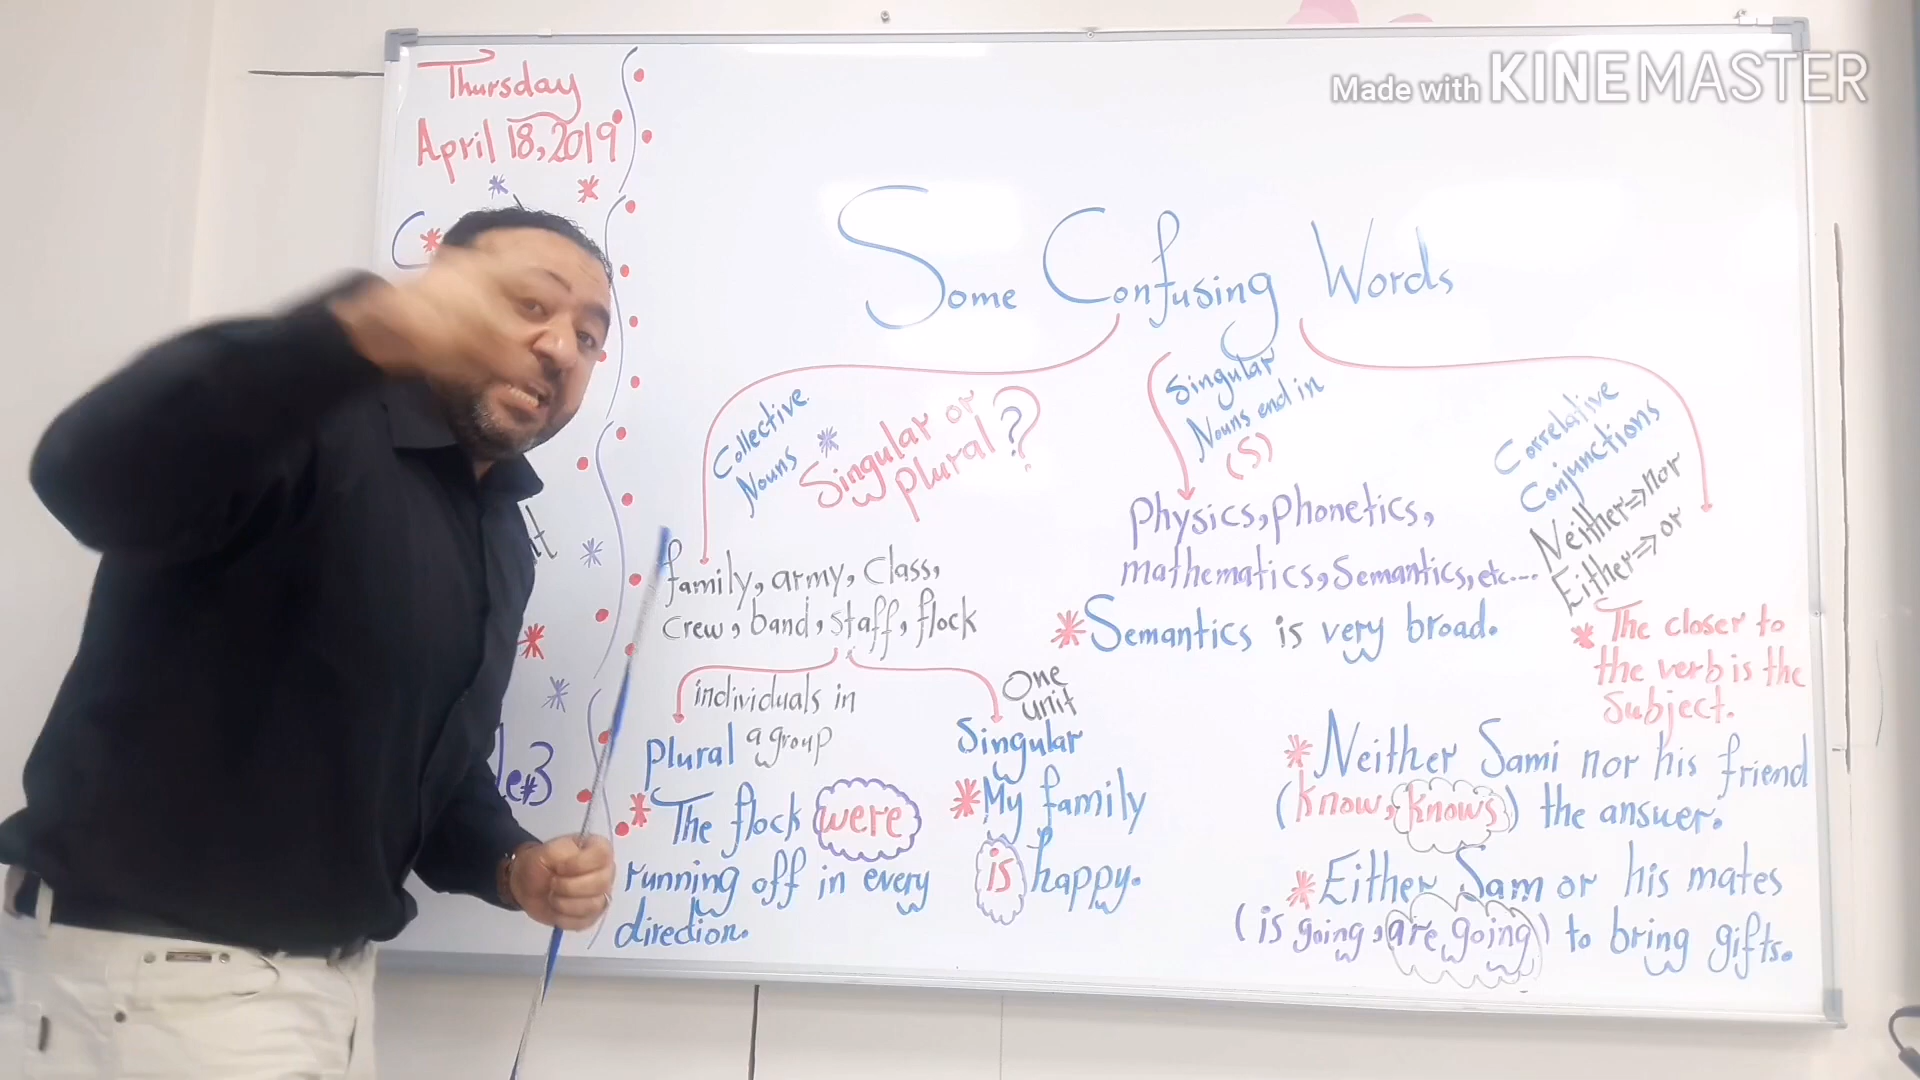 Made with KINEMASTER
Thursday
April 18, 2019
e#3
Some Confusing Words
Collective
Nouns
Singular or
plural?
family, army, class,
crew, band, staff, flock
individuals in
a group
plural
The flock were
running off in every
direction.
One
unit
Singular
My family
is happy.
Singular
Nouns end in
(S)
physics, phonetics,
mathematics, Semantics, etc....
Semantics is very broad.
Correlative
Conjunctions
Neither => nor
Either => or
The closer to
the verb is the
subject.
Neither Sami nor his friend
(know, knows) the answer.
Either Sam or his mates
(is going, are going) to bring gifts.